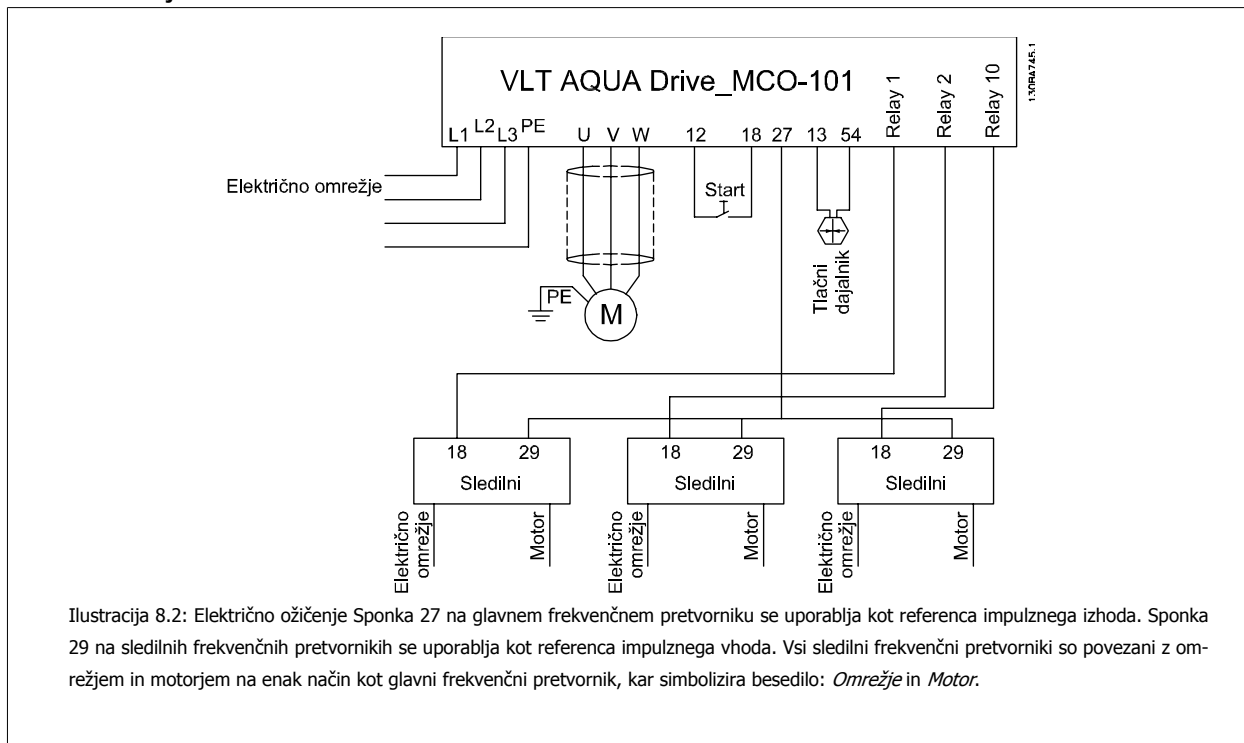 130BA745.1
VLT AQUA Drive_MCO-101
Relay 1
Relay 2
Relay 10
L1 L2 L3 PE U V W 12 18 27 13 54
Električno omrežje
Start
Tlačni
dajalnik
PE
M
18 29
Sledilni
18 29
Sledilni
18 29
Sledilni
Električno
omrežje
Motor
Električno
omrežje
Motor
Električno
omrežje
Motor
Ilustracija 8.2: Električno ožičenje Sponka 27 na glavnem frekvenčnem pretvorniku se uporablja kot referenca impulznega izhoda. Sponka
29 na sledilnih frekvenčnih pretvornikih se uporablja kot referenca impulznega vhoda. Vsi sledilni frekvenčni pretvorniki so povezani z om-
režjem in motorjem na enak način kot glavni frekvenčni pretvornik, kar simbolizira besedilo: Omrežje in Motor.